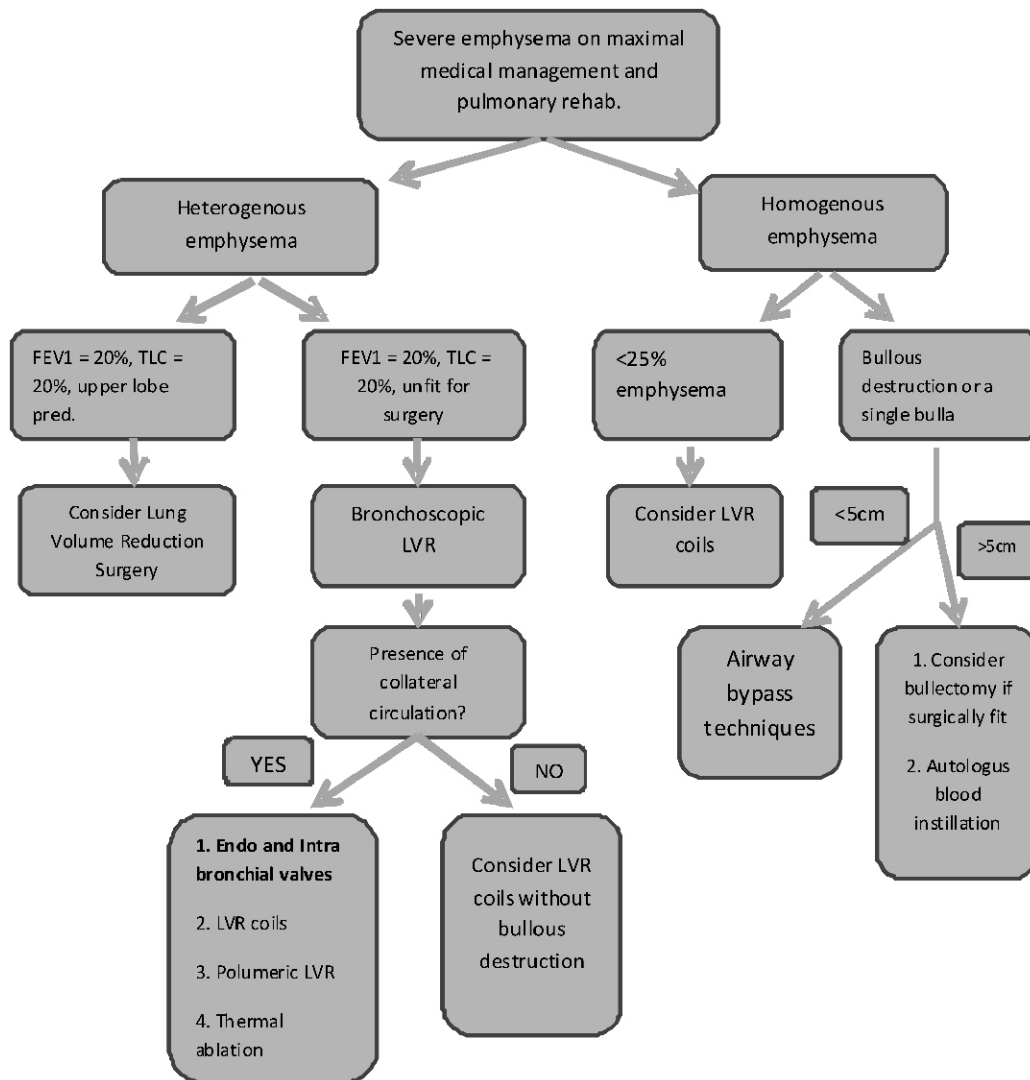 Severe emphysema on maximal
medical management and
pulmonary rehab.
Heterogenous
emphysema
Homogenous
emphysema
FEV1 = 20%, TLC =
20%, upper lobe
pred.
FEV1 = 20%, TLC =
20%, unfit for
surgery
<25%
emphysema
Bullous
destruction or a
single bulla
Consider Lung
Volume Reduction
Surgery
Bronchoscopic
LVR
Consider LVR
coils
<5cm
>5cm
Presence of
collateral
circulation?
Airway
bypass
techniques
1. Consider
bullectomy if
surgically fit
2. Autologus
blood
instillation
YES
NO
1. Endo and Intra
bronchial valves
2. LVR coils
3. Polumeric LVR
4. Thermal
ablation
Consider LVR
coils without
bullous
destruction